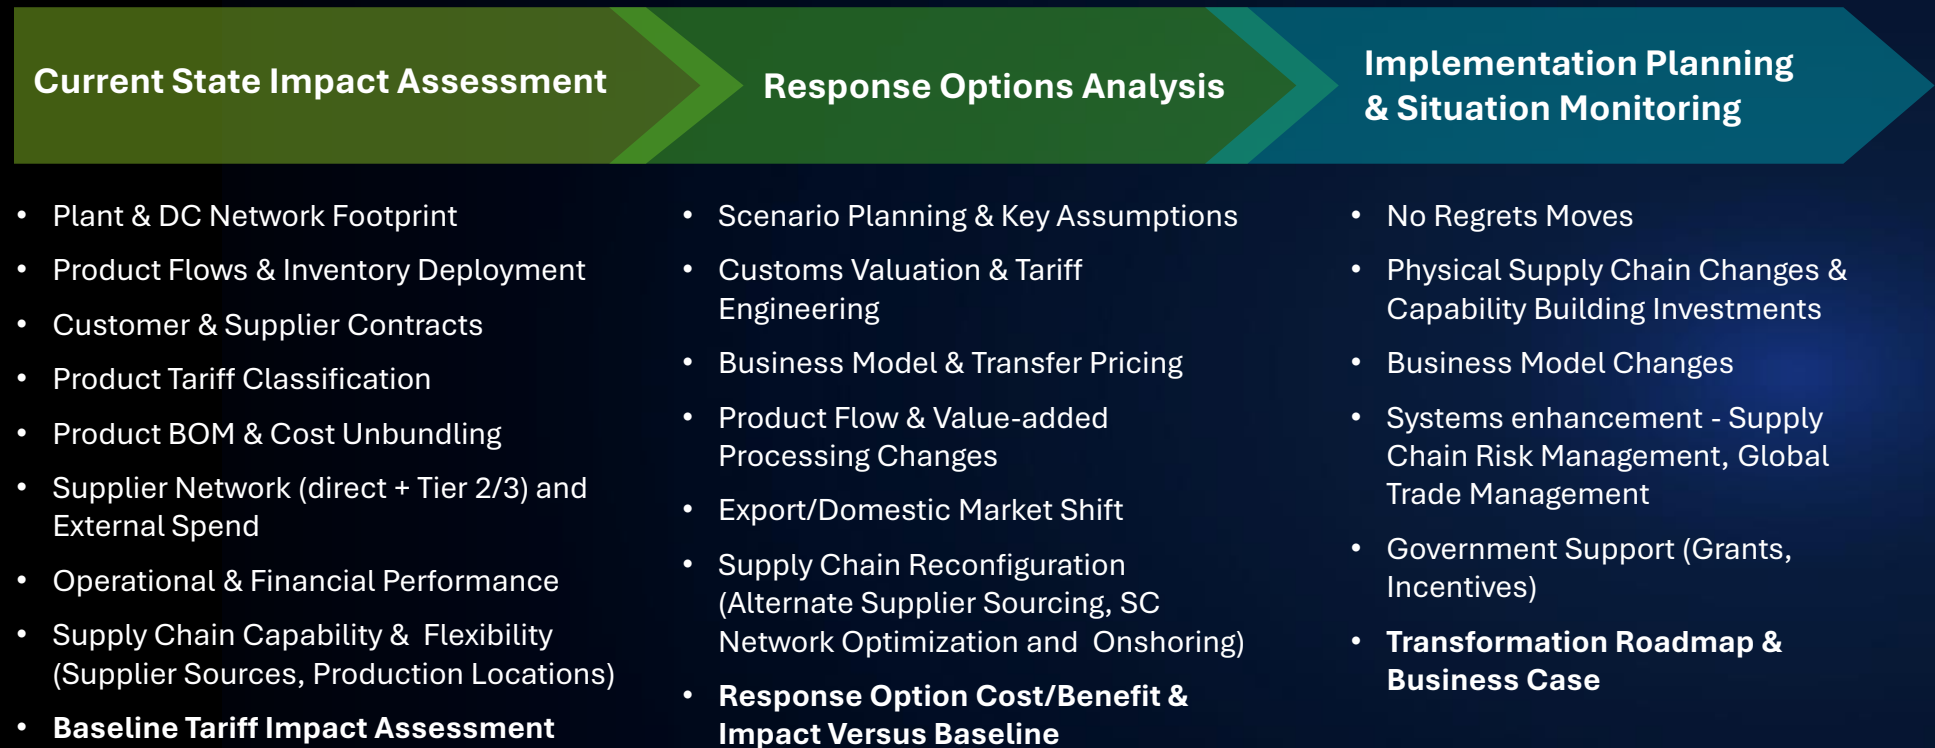 Current State Impact Assessment
Response Options Analysis
Implementation Planning
& Situation Monitoring
• Plant & DC Network Footprint
• Product Flows & Inventory Deployment
• Customer & Supplier Contracts
• Product Tariff Classification
• Product BOM & Cost Unbundling
• Supplier Network (direct + Tier 2/3) and
External Spend
• Operational & Financial Performance
• Supply Chain Capability & Flexibility
(Supplier Sources, Production Locations)
• Baseline Tariff Impact Assessment
• Scenario Planning & Key Assumptions
• Customs Valuation & Tariff
Engineering
• Business Model & Transfer Pricing
• Product Flow & Value-added
Processing Changes
• Export/Domestic Market Shift
• Supply Chain Reconfiguration
(Alternate Supplier Sourcing, SC
Network Optimization and Onshoring)
• Response Option Cost/Benefit &
Impact Versus Baseline
• No Regrets Moves
• Physical Supply Chain Changes &
Capability Building Investments
• Business Model Changes
• Systems enhancement - Supply
Chain Risk Management, Global
Trade Management
• Government Support (Grants,
Incentives)
• Transformation Roadmap &
Business Case